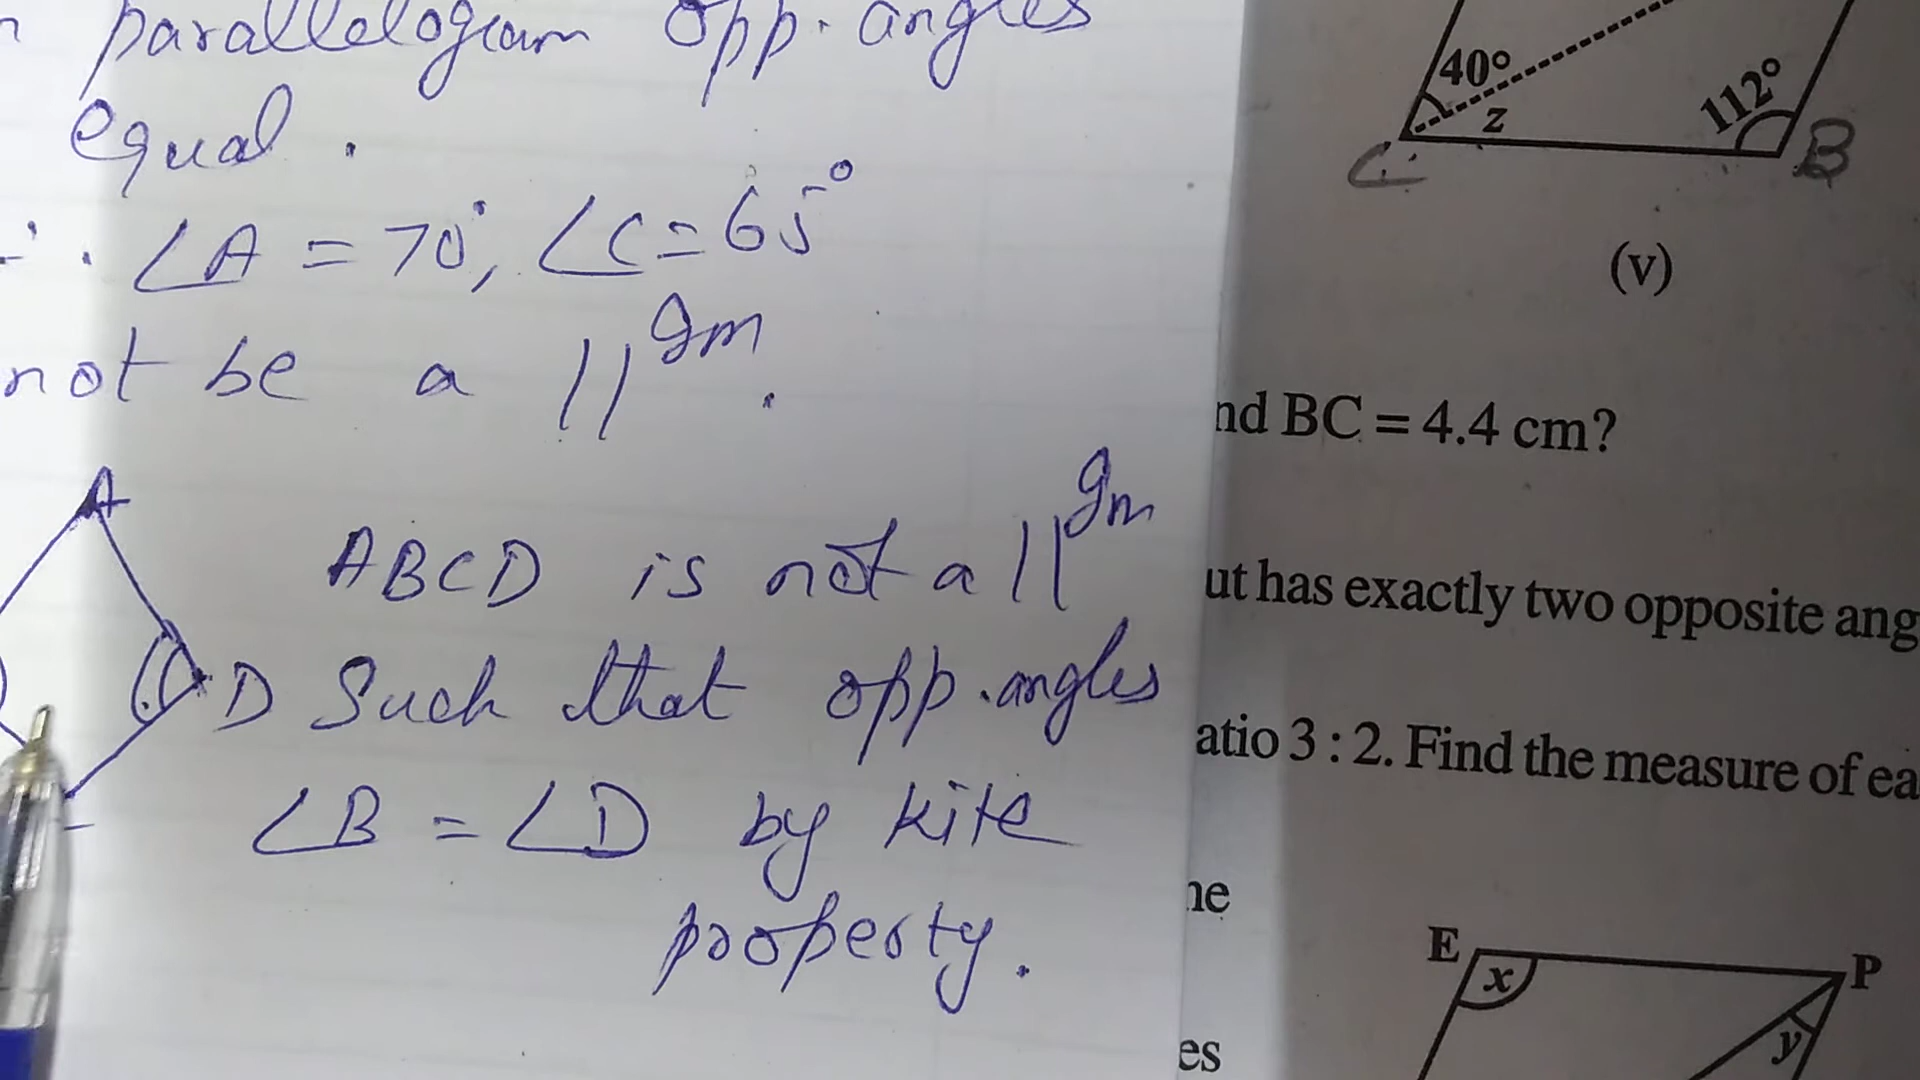 parallelogram opp. angles
equal.
∴ ∠A = 70°, ∠C = 65°
not be a ||gm.
A
ABCD is not a ||gm
D Such that opp. angles
∠B = ∠D by kite
property.
40°
z
112°
C
B
(v)
nd BC = 4.4 cm?
ut has exactly two opposite ang
atio 3 : 2. Find the measure of ea
he
E
x
P
y
es